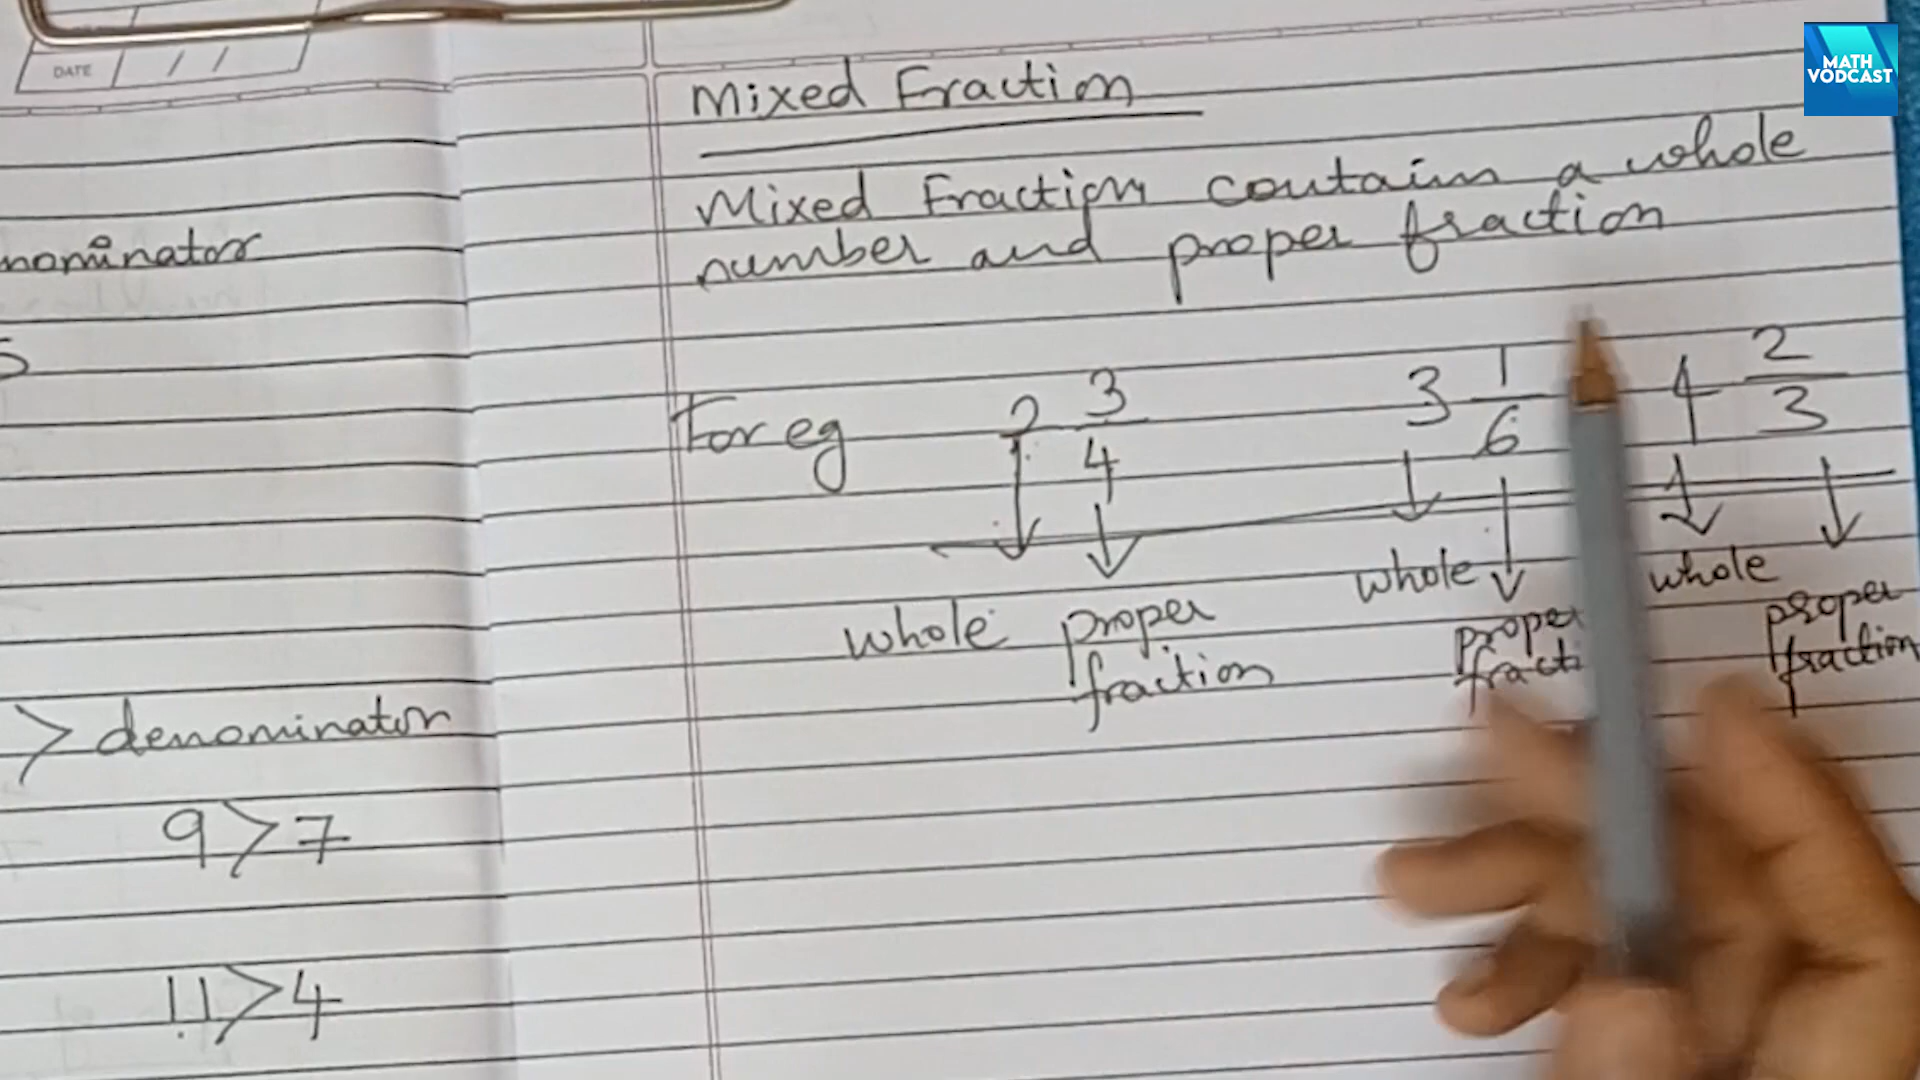 MATH
VODCAST
DATE / /
nominator
5
> denominator
9 > 7
11 > 4
Mixed Fraction
Mixed Fraction contains a whole
number and proper fraction
For eg 2 3/4 3 1/6 4 2/3
whole proper fraction
whole proper fracti
whole proper fraction